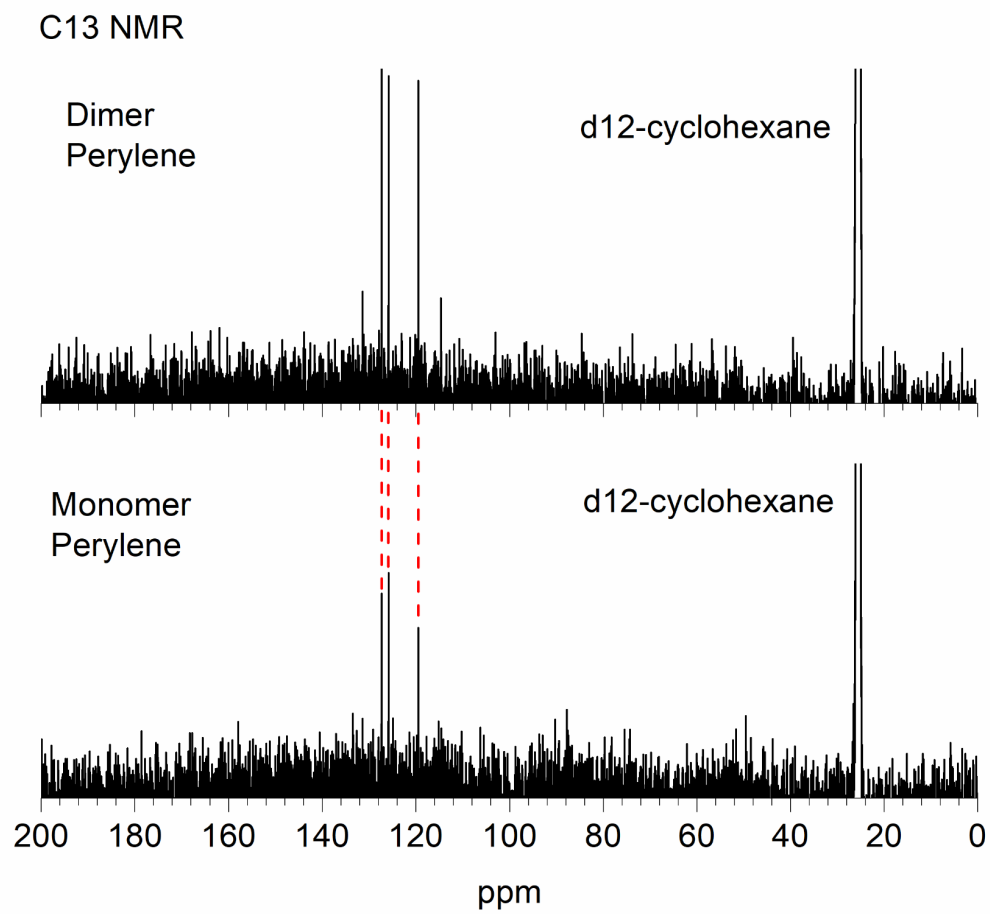 C13 NMR
Dimer
Perylene
d12-cyclohexane
Monomer
Perylene
d12-cyclohexane
200 180 160 140 120 100 80 60 40 20 0
ppm